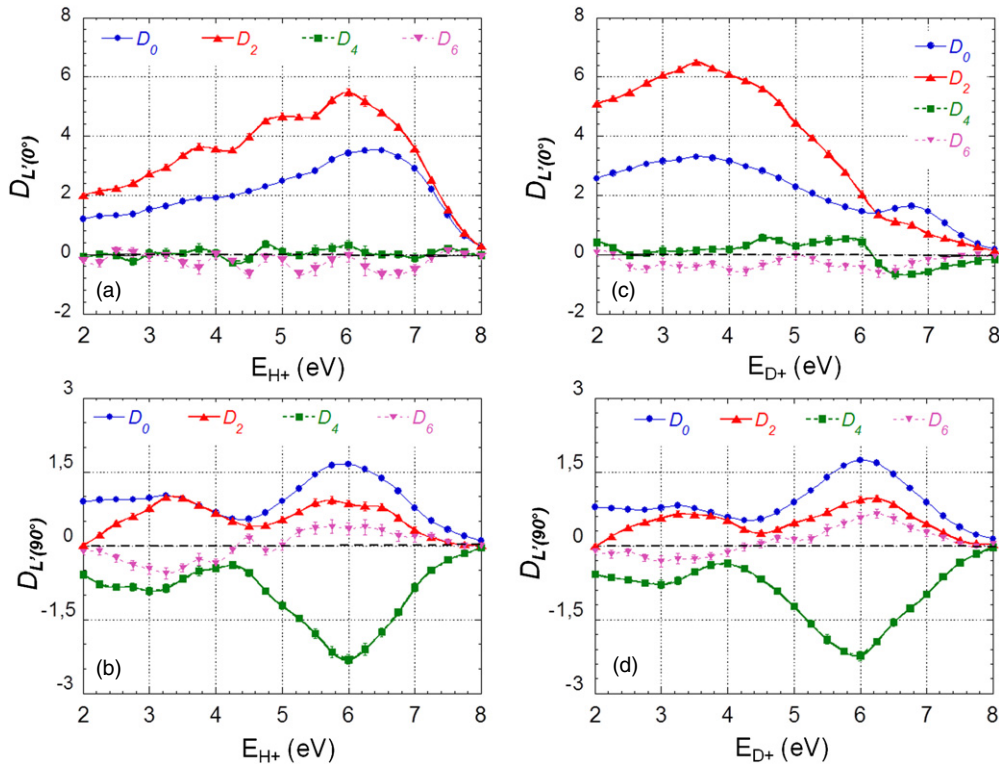 8
D0 D2 D4 D6
6
4
2
0
-2
DL'(0°)
(a)
2 3 4 5 6 7 8
EH+ (eV)
8
6
4
2
0
-2
DL'(0°)
D0
D2
D4
D6
(c)
2 3 4 5 6 7 8
ED+ (eV)
3
D0 D2 D4 D6
1,5
0
-1,5
-3
DL'(90°)
(b)
2 3 4 5 6 7 8
EH+ (eV)
3
D0 D2 D4 D6
1,5
0
-1,5
-3
DL'(90°)
(d)
2 3 4 5 6 7 8
ED+ (eV)